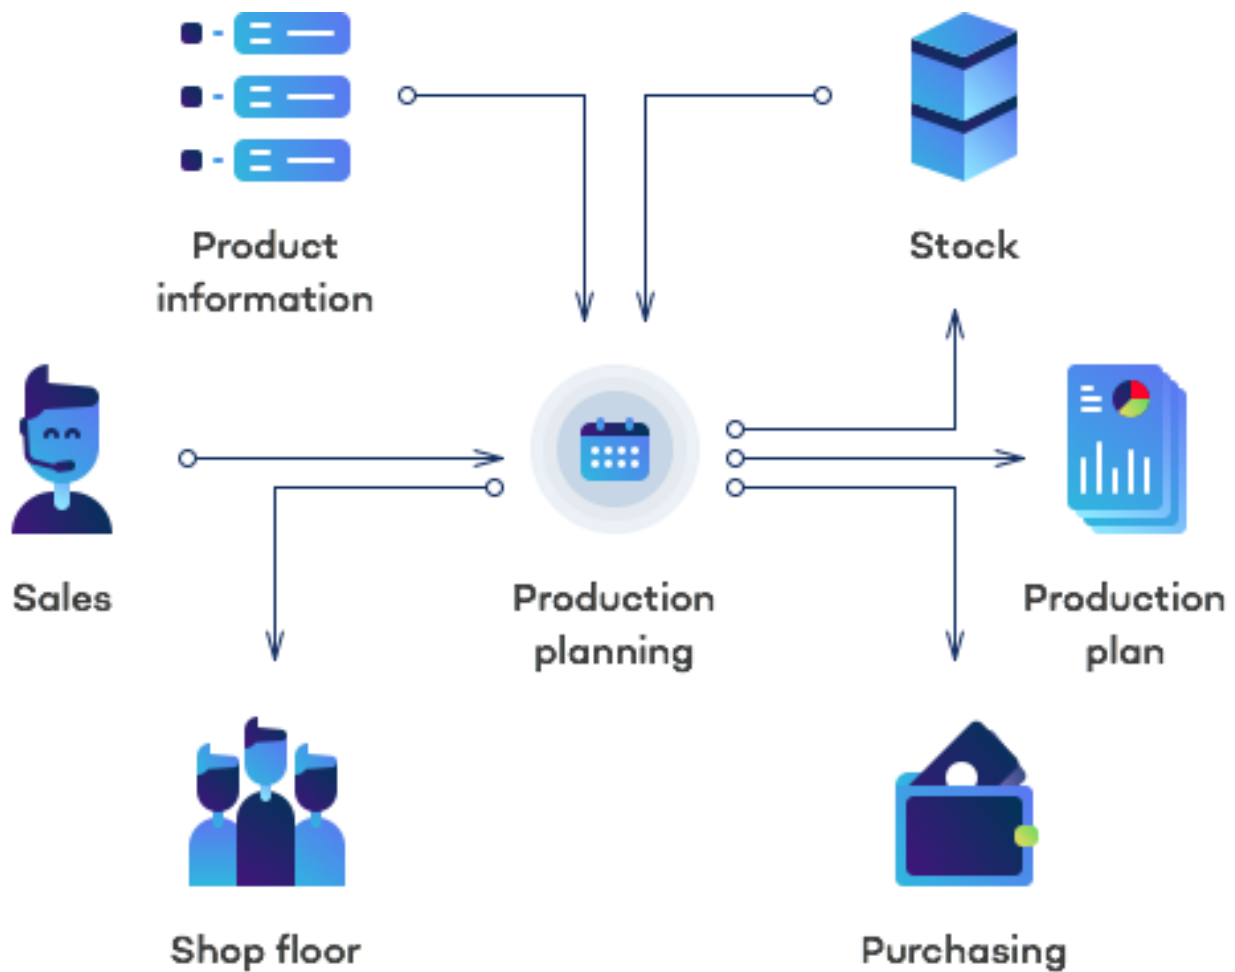 Product
information
Stock
Sales
Production
planning
Production
plan
Shop floor
Purchasing